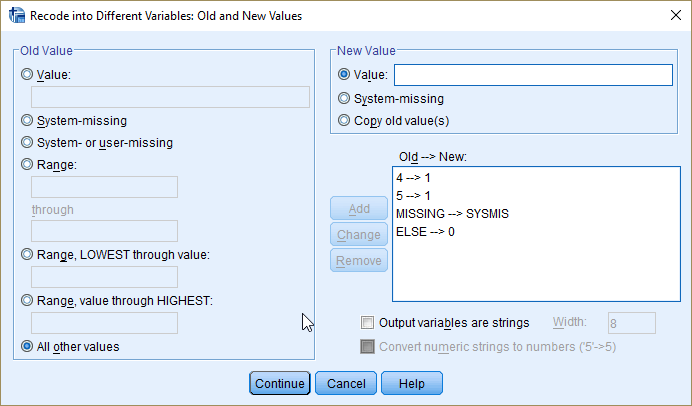 Recode into Different Variables: Old and New Values
Old Value
Value:
System-missing
System- or user-missing
Range:
through
Range, LOWEST through value:
Range, value through HIGHEST:
All other values
New Value
Value:
System-missing
Copy old value(s)
Old --> New:
4 --> 1
5 --> 1
MISSING --> SYSMIS
ELSE --> 0
Add
Change
Remove
Output variables are strings Width: 8
Convert numeric strings to numbers ('5'->5)
Continue Cancel Help